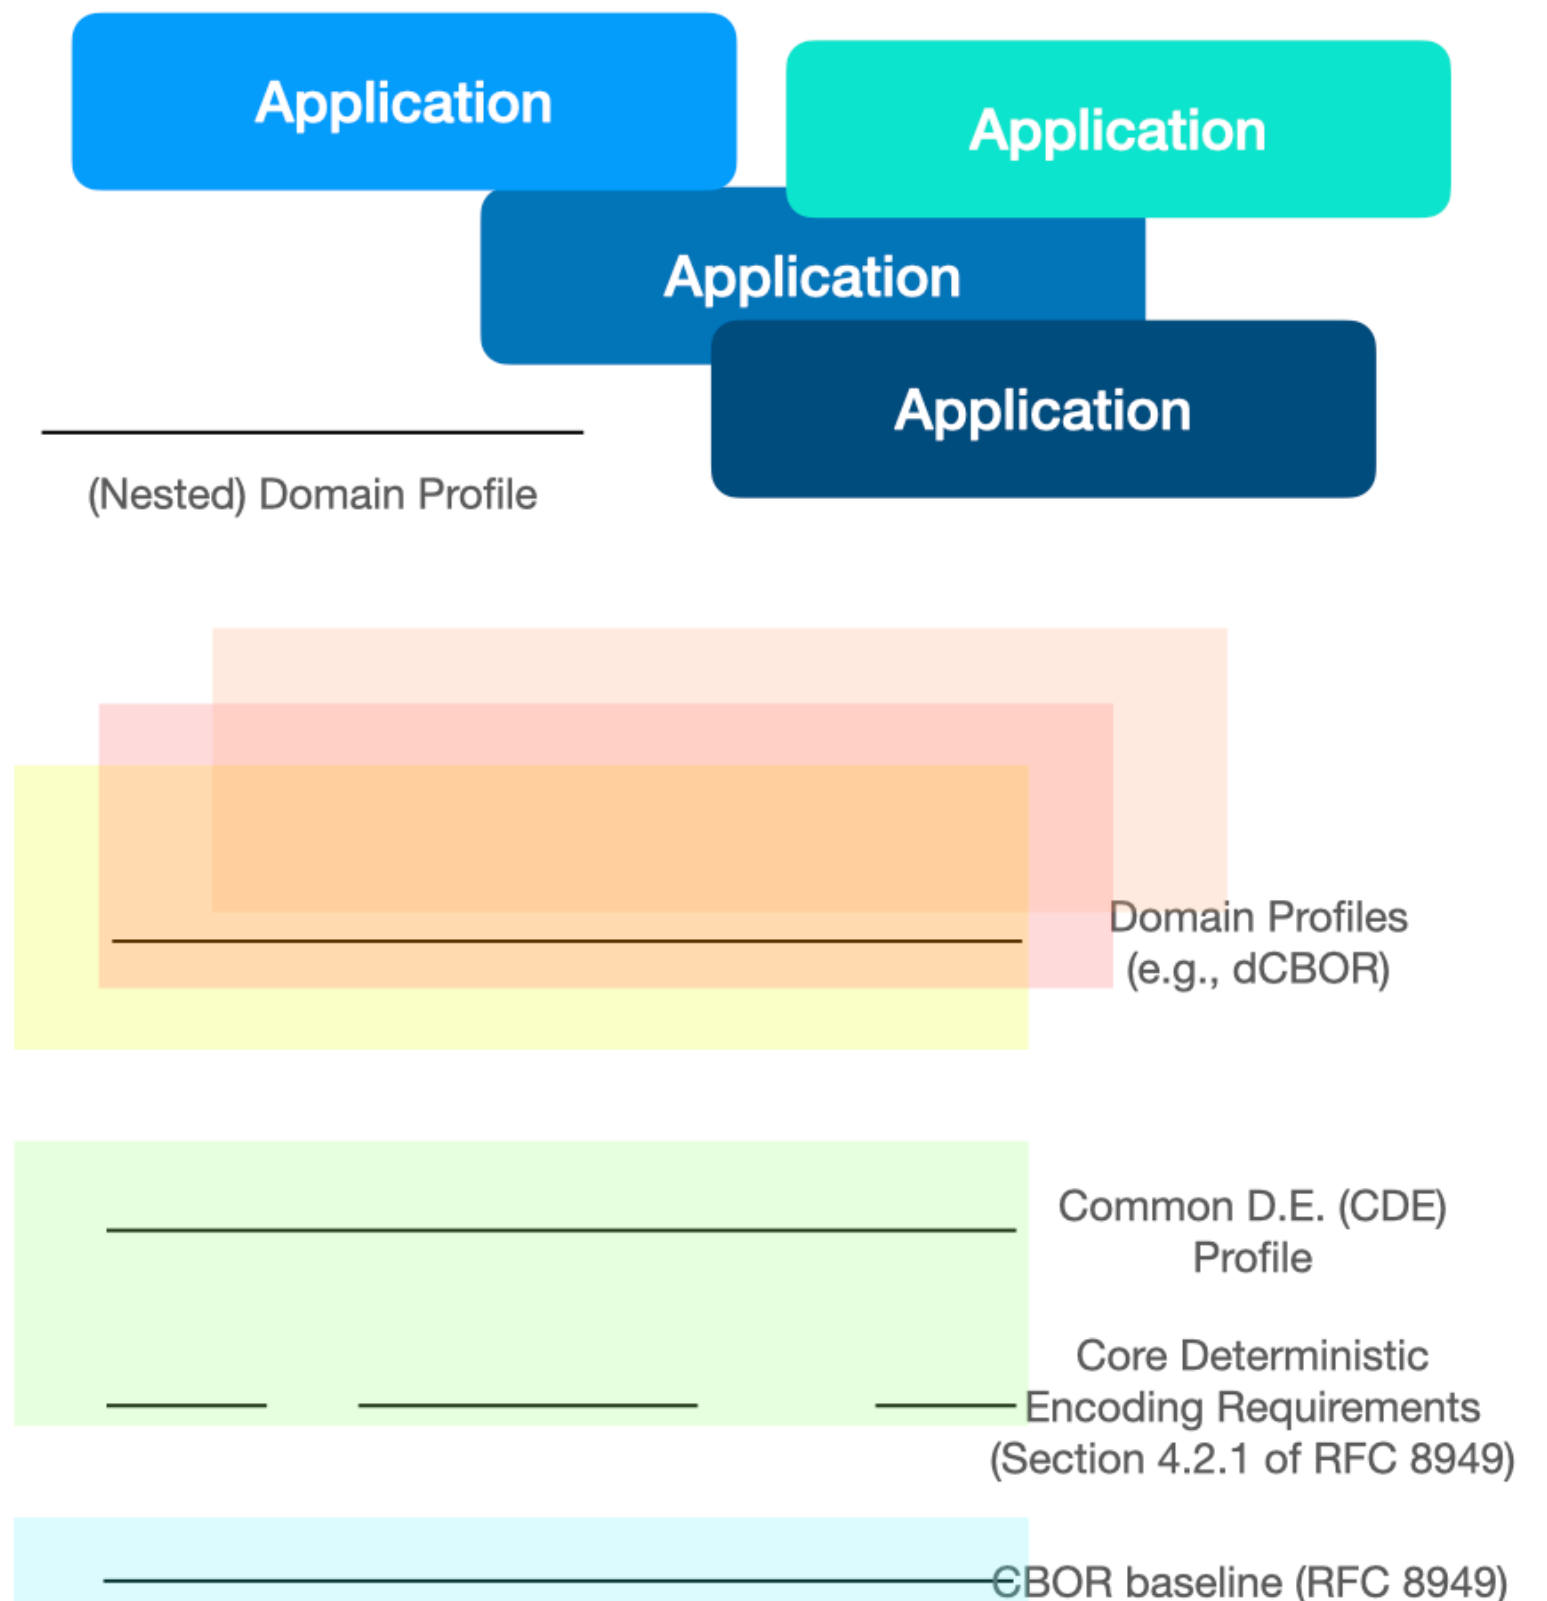 Application
Application
Application
Application
(Nested) Domain Profile
Domain Profiles
(e.g., dCBOR)
Common D.E. (CDE)
Profile
Core Deterministic
Encoding Requirements
(Section 4.2.1 of RFC 8949)
CBOR baseline (RFC 8949)